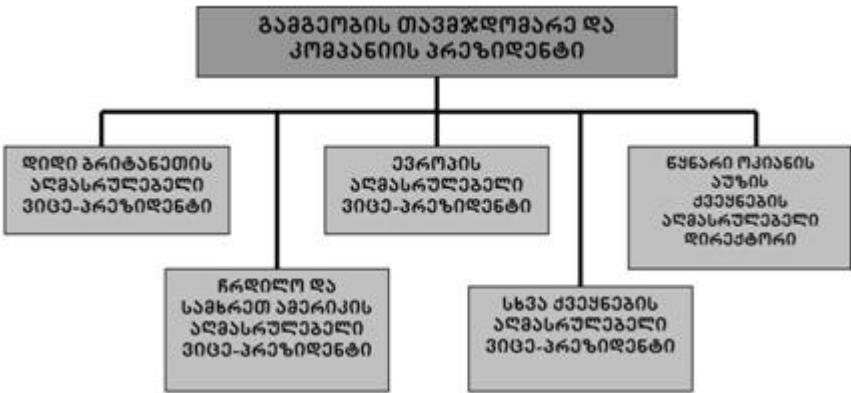 გამგეობის თავმჯდომარე და
კომპანიის პრეზიდენტი
დიდი ბრიტანეთის
აღმასრულებელი
ვიცე-პრეზიდენტი
ევროპის
აღმასრულებელი
ვიცე-პრეზიდენტი
წყნარი ოკიანის
აუზის
ქვეყნების
აღმასრულებელი
დირექტორი
ჩრდილო და
სამხრეთ ამერიკის
აღმასრულებელი
ვიცე-პრეზიდენტი
სხვა ქვეყნების
აღმასრულებელი
ვიცე-პრეზიდენტი